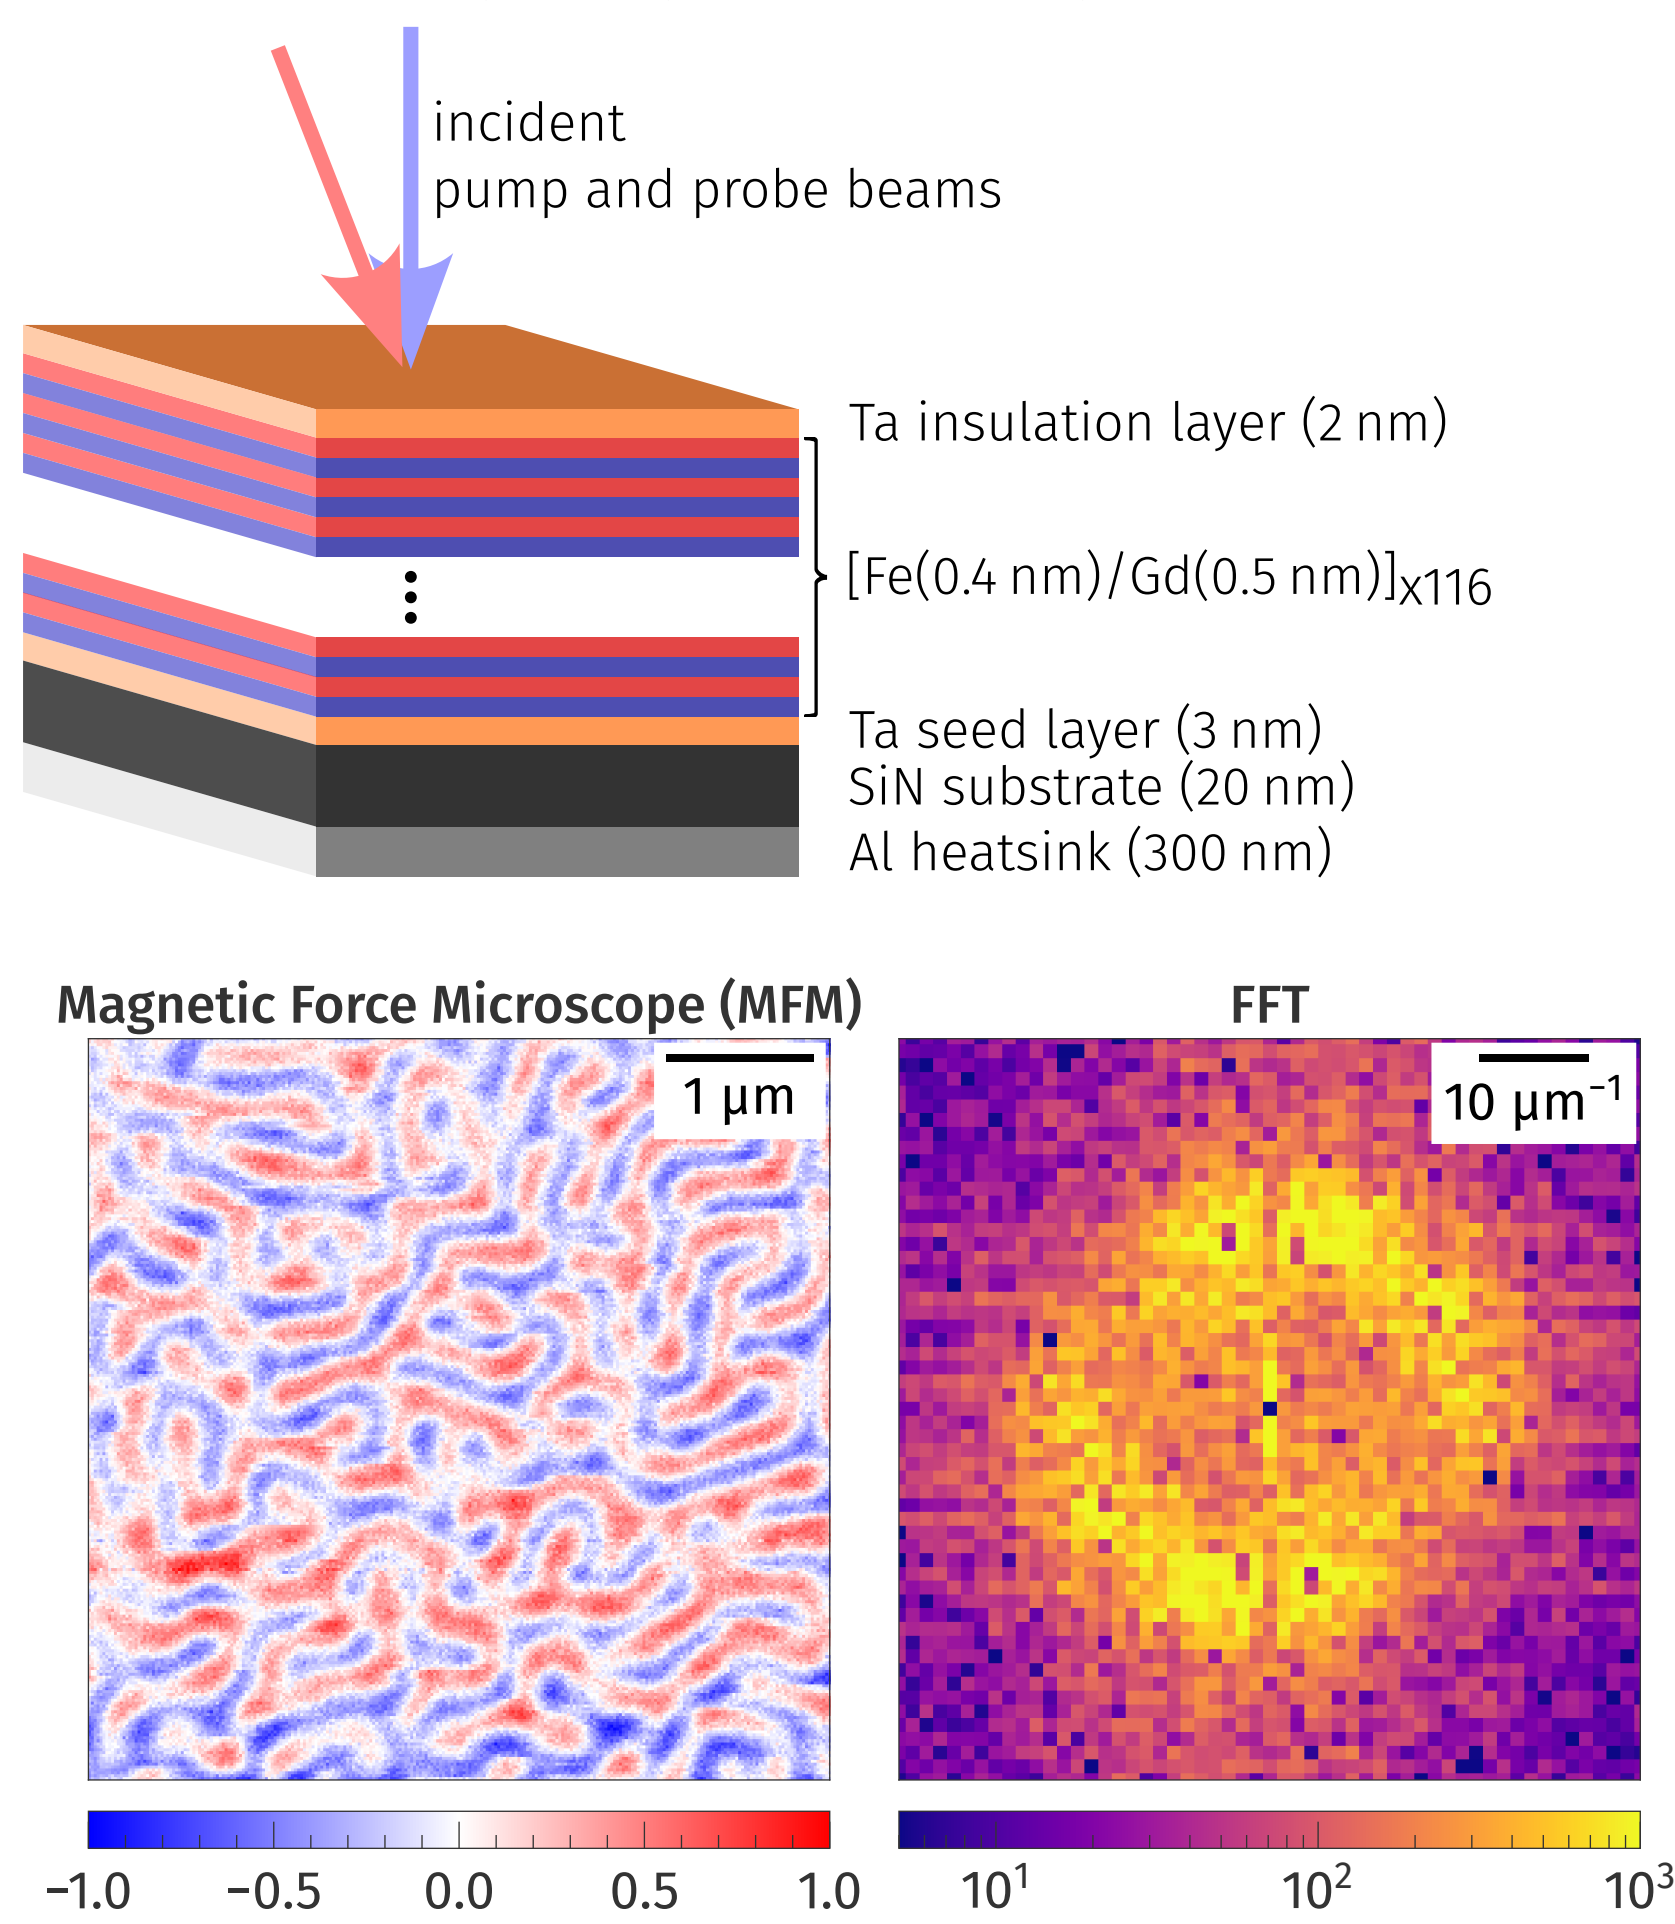 incident
pump and probe beams
Ta insulation layer (2 nm)
[Fe(0.4 nm)/Gd(0.5 nm)]x116
Ta seed layer (3 nm)
SiN substrate (20 nm)
Al heatsink (300 nm)
Magnetic Force Microscope (MFM)
FFT
1 µm
10 µm⁻¹
−1.0 −0.5 0.0 0.5 1.0
10¹ 10² 10³